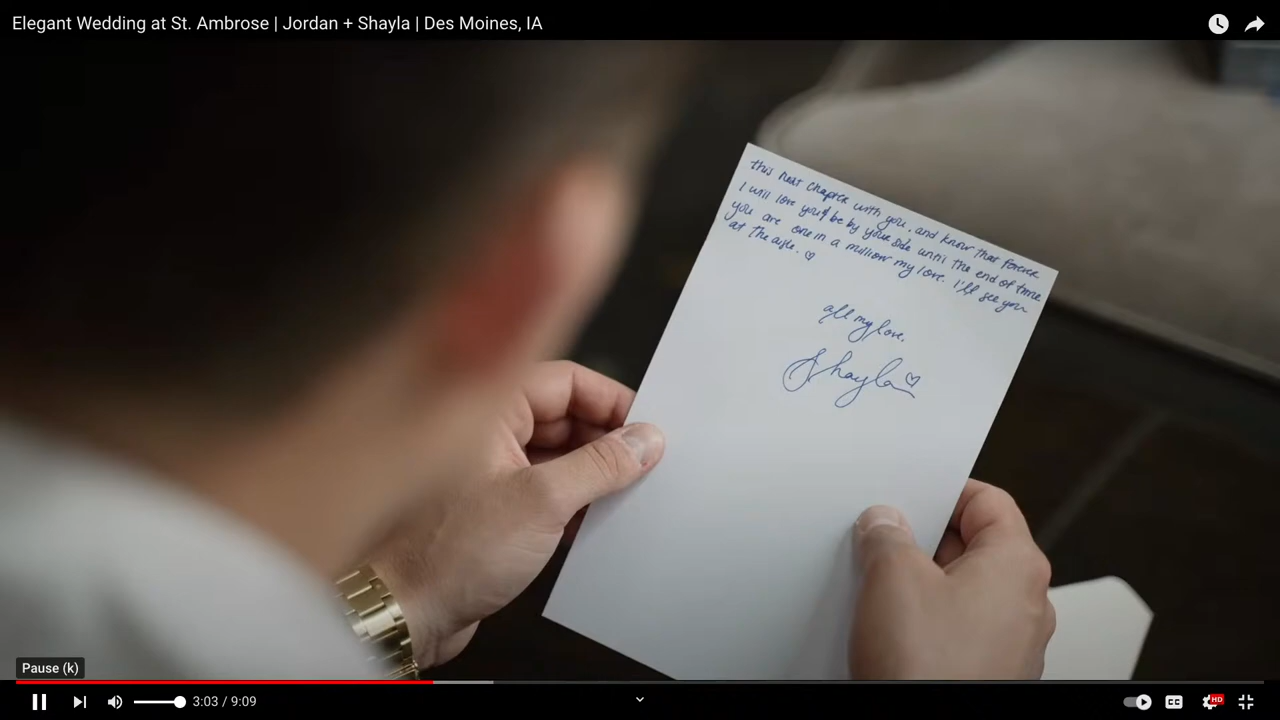 Elegant Wedding at St. Ambrose | Jordan + Shayla | Des Moines, IA
this next chapter with you. and know that forever
I will love you & be by your side until the end of time
you are one in a million my love. I'll see you
at the aisle. ♡
all my love,
Shayla ♡
Pause (k)
3:03 / 9:09
CC
HD